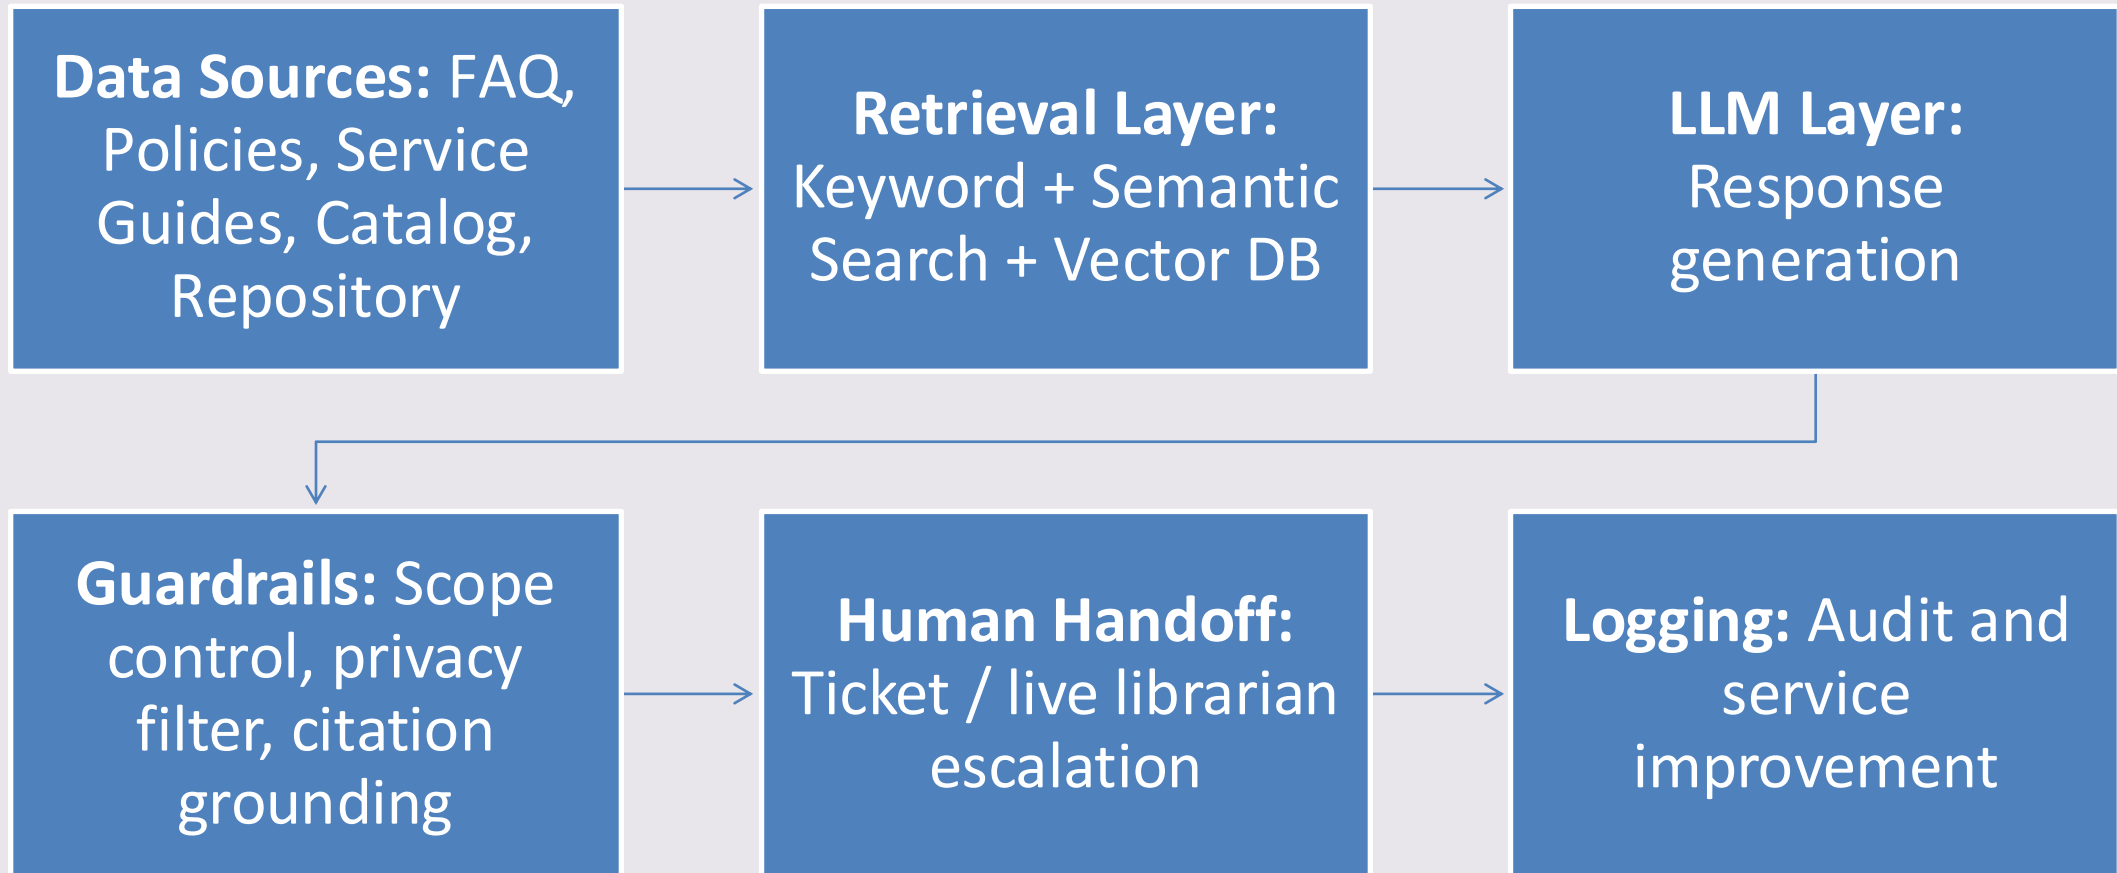 Data Sources: FAQ,
Policies, Service
Guides, Catalog,
Repository
Retrieval Layer:
Keyword + Semantic
Search + Vector DB
LLM Layer:
Response
generation
Guardrails: Scope
control, privacy
filter, citation
grounding
Human Handoff:
Ticket / live librarian
escalation
Logging: Audit and
service
improvement